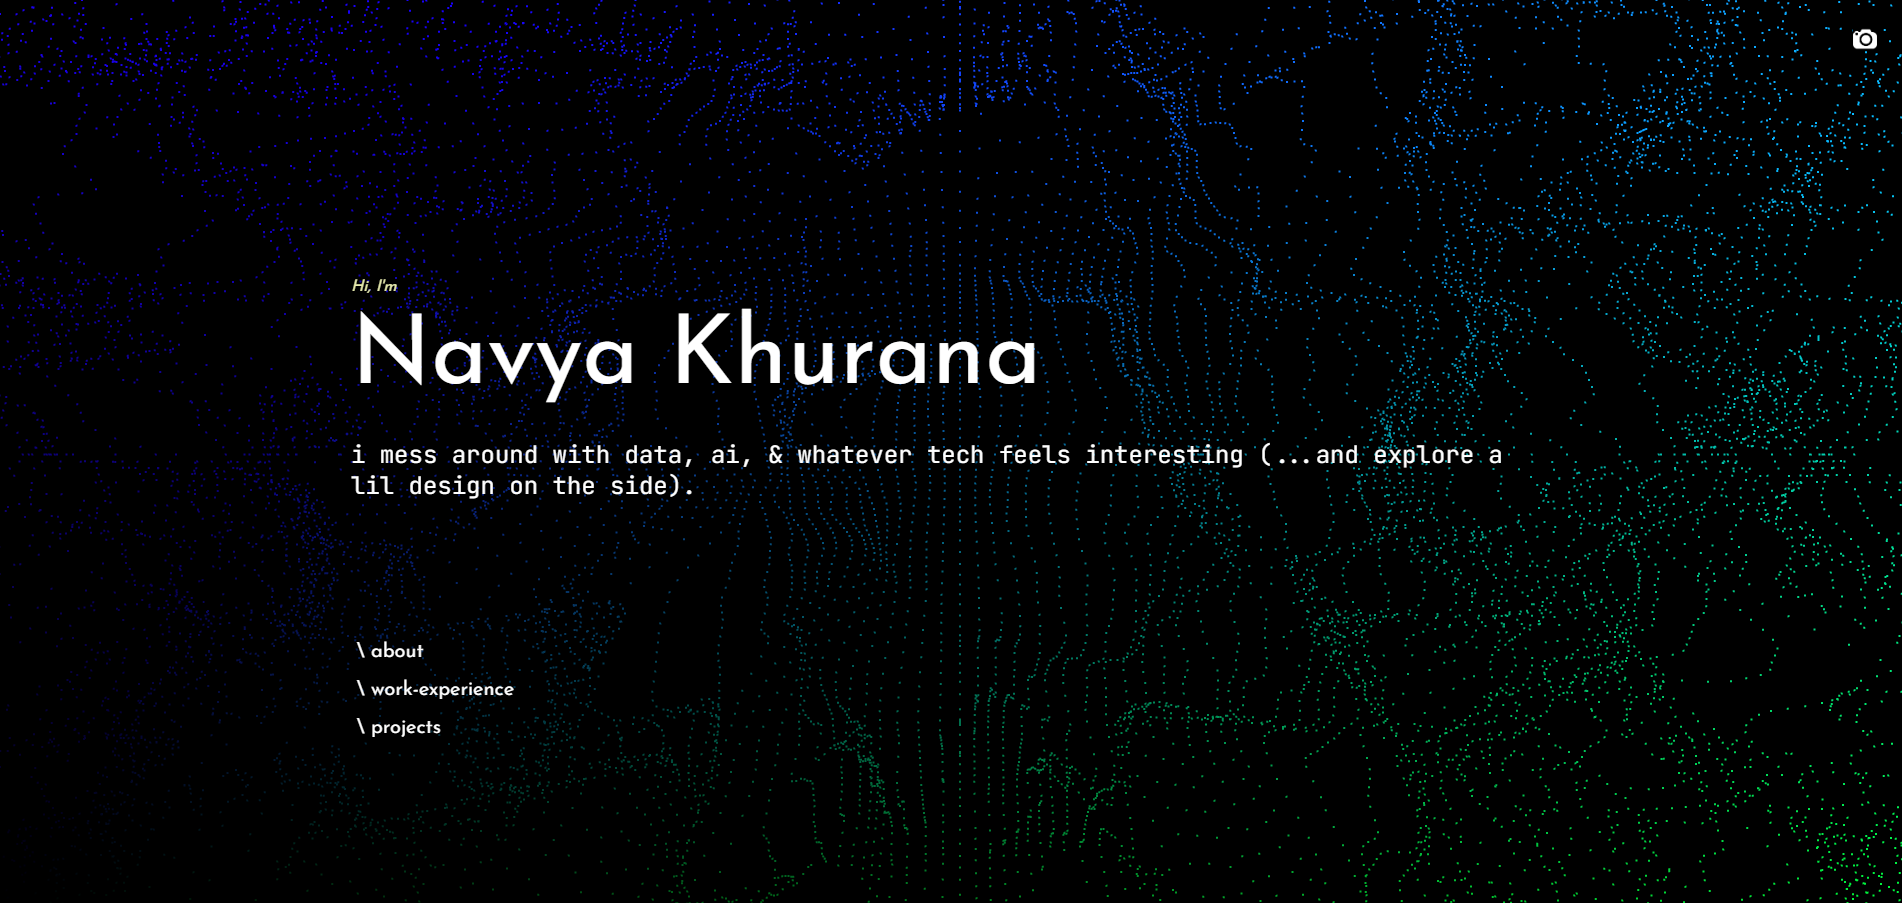 Hi, I'm
Navya Khurana
i mess around with data, ai, & whatever tech feels interesting (...and explore a
lil design on the side).
\ about
\ work-experience
\ projects